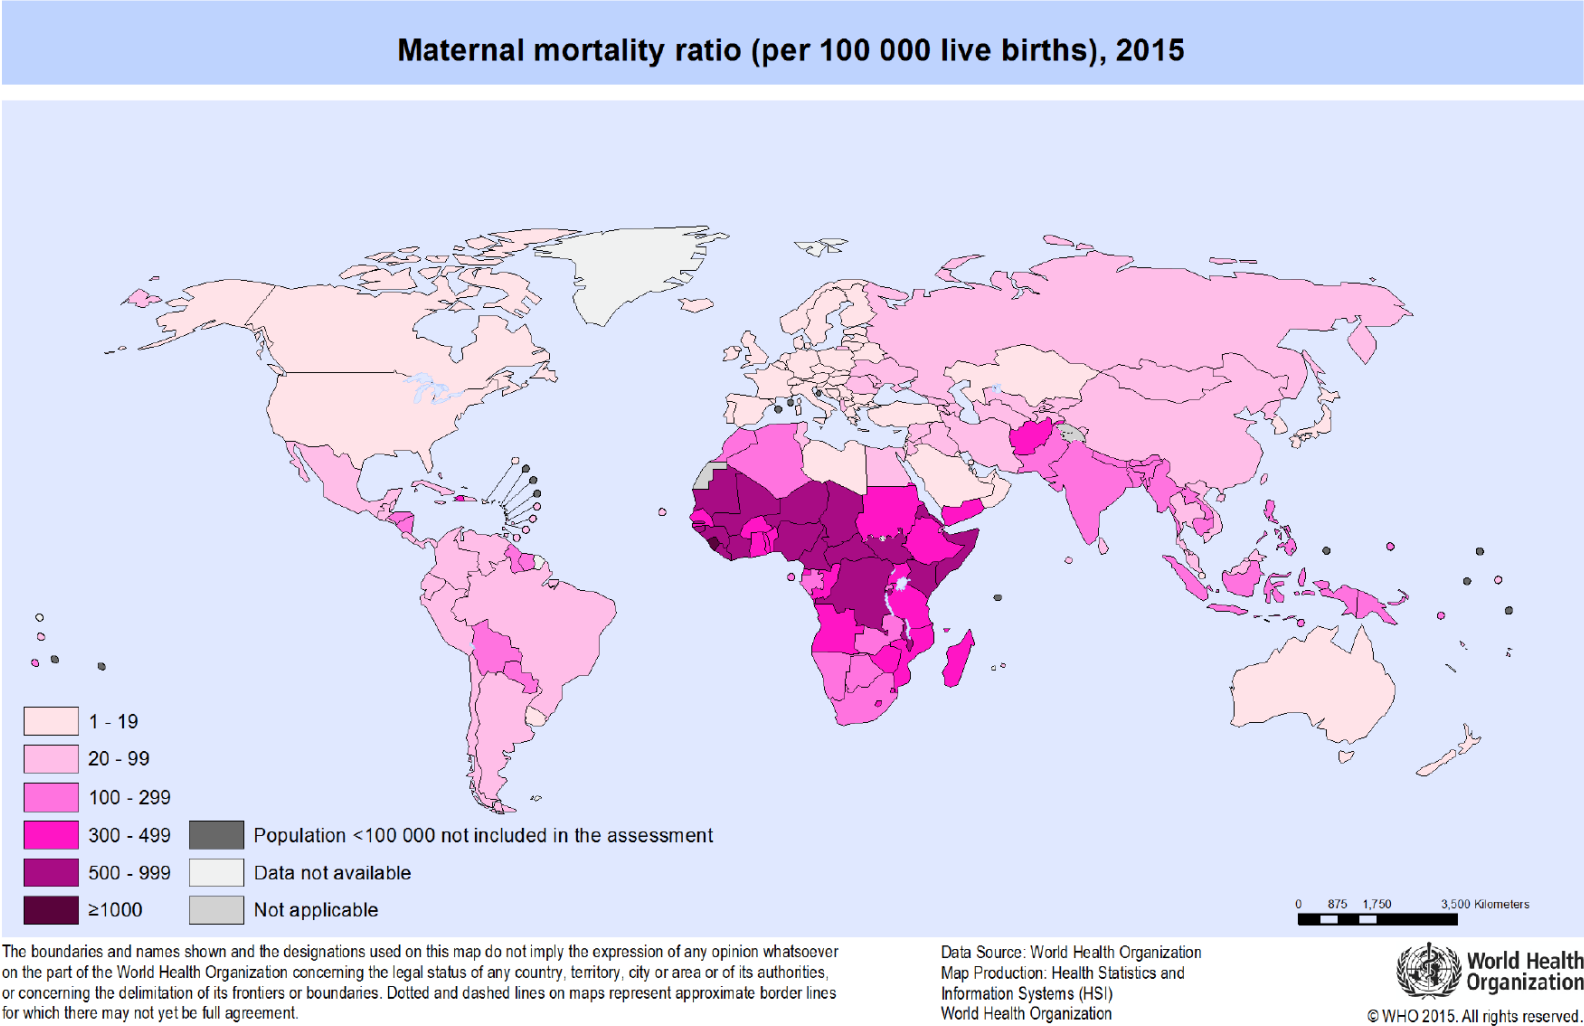 Maternal mortality ratio (per 100 000 live births), 2015
1 - 19
20 - 99
100 - 299
300 - 499
500 - 999
≥1000
Population <100 000 not included in the assessment
Data not available
Not applicable
0 875 1,750 3,500 Kilometers
The boundaries and names shown and the designations used on this map do not imply the expression of any opinion whatsoever
on the part of the World Health Organization concerning the legal status of any country, territory, city or area or of its authorities,
or concerning the delimitation of its frontiers or boundaries. Dotted and dashed lines on maps represent approximate border lines
for which there may not yet be full agreement.
Data Source: World Health Organization
Map Production: Health Statistics and
Information Systems (HSI)
World Health Organization
World Health
Organization
© WHO 2015. All rights reserved.